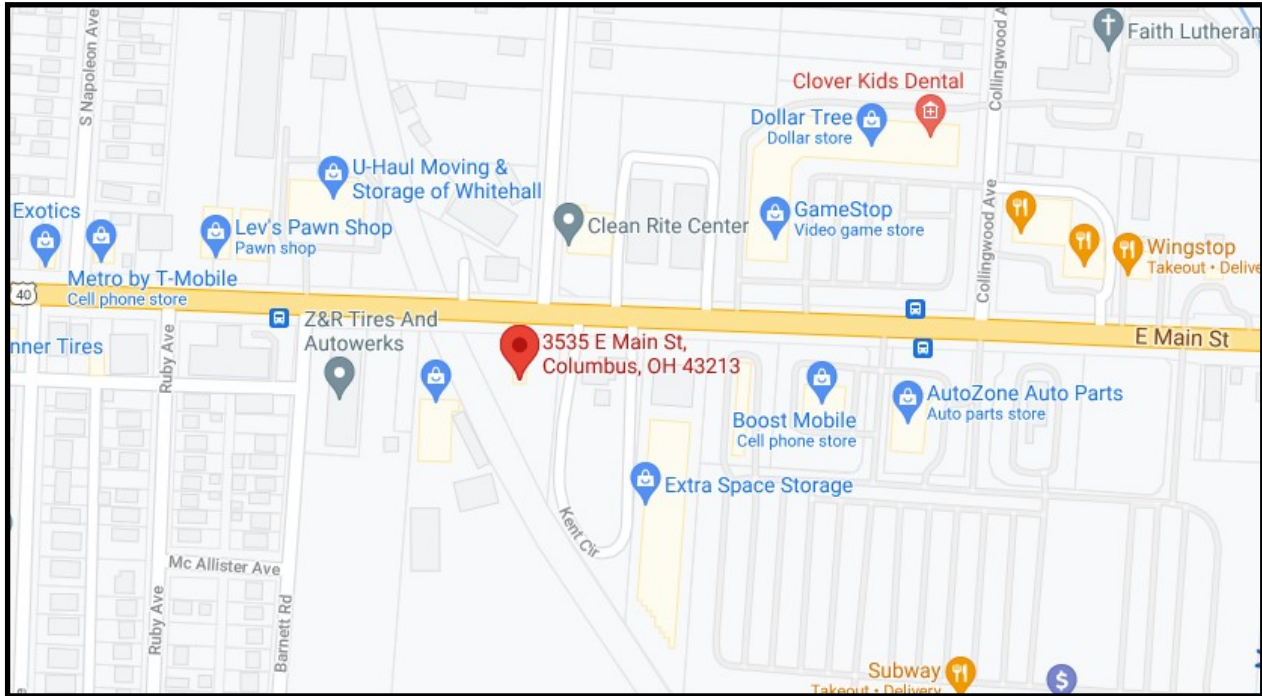 S Napoleon Ave
Collingwood A
Faith Lutheran
Clover Kids Dental
Dollar Tree
Dollar store
U-Haul Moving &
Storage of Whitehall
Collingwood Ave
Exotics
Lev's Pawn Shop
Pawn shop
Clean Rite Center
GameStop
Video game store
Wingstop
Takeout • Delive
Metro by T-Mobile
Cell phone store
40
E Main St
nner Tires
Ruby Ave
Z&R Tires And
Autowerks
3535 E Main St,
Columbus, OH 43213
Boost Mobile
Cell phone store
AutoZone Auto Parts
Auto parts store
Extra Space Storage
Kent Cir
Mc Allister Ave
Ruby Ave
Barnett Rd
Subway
Takeout • Delivery
$